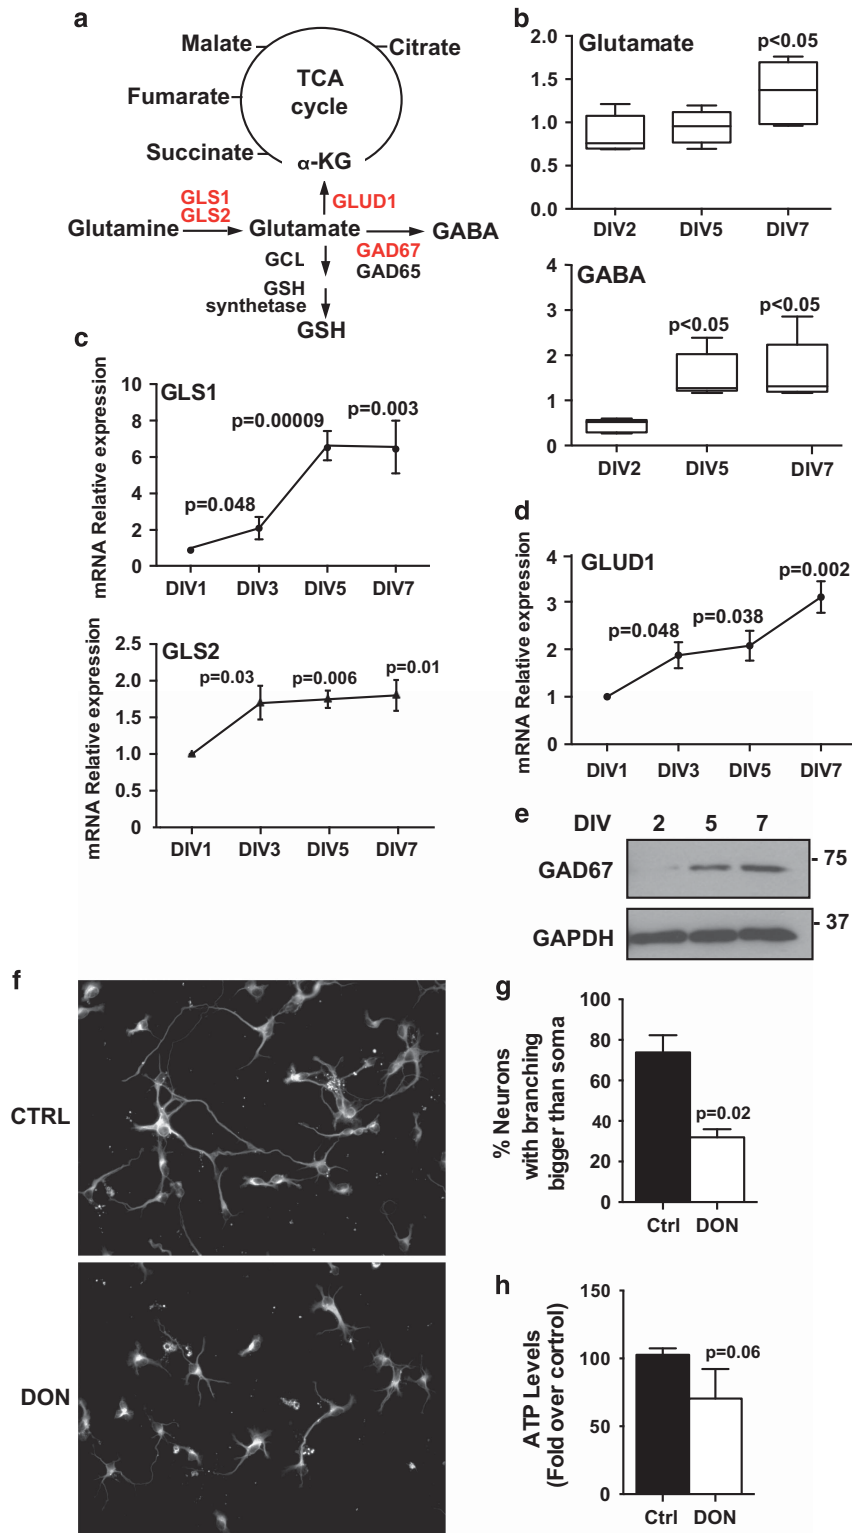 a
Malate
Citrate
TCA
cycle
Fumarate
Succinate
α-KG
GLS1
GLS2
GLUD1
Glutamine
Glutamate
GABA
GCL
GAD67
GAD65
GSH
synthetase
GSH
b
Glutamate
p<0.05
2.0
1.5
1.0
0.5
0.0
DIV2
DIV5
DIV7
GABA
p<0.05
p<0.05
4
3
2
1
0
DIV2
DIV5
DIV7
c
mRNA Relative expression
GLS1
10
8
6
4
2
0
p=0.048
p=0.00009
p=0.003
DIV1
DIV3
DIV5
DIV7
mRNA Relative expression
GLS2
2.5
2.0
1.5
1.0
0.5
0.0
p=0.03
p=0.006
p=0.01
DIV1
DIV3
DIV5
DIV7
d
mRNA Relative expression
GLUD1
4
3
2
1
0
p=0.048
p=0.038
p=0.002
DIV1
DIV3
DIV5
DIV7
e
DIV 2 5 7
GAD67
- 75
GAPDH
- 37
f
CTRL
DON
g
% Neurons
with branching
bigger than soma
100
80
60
40
20
0
p=0.02
Ctrl
DON
h
ATP Levels
(Fold over cortrol)
150
100
50
0
p=0.06
Ctrl
DON